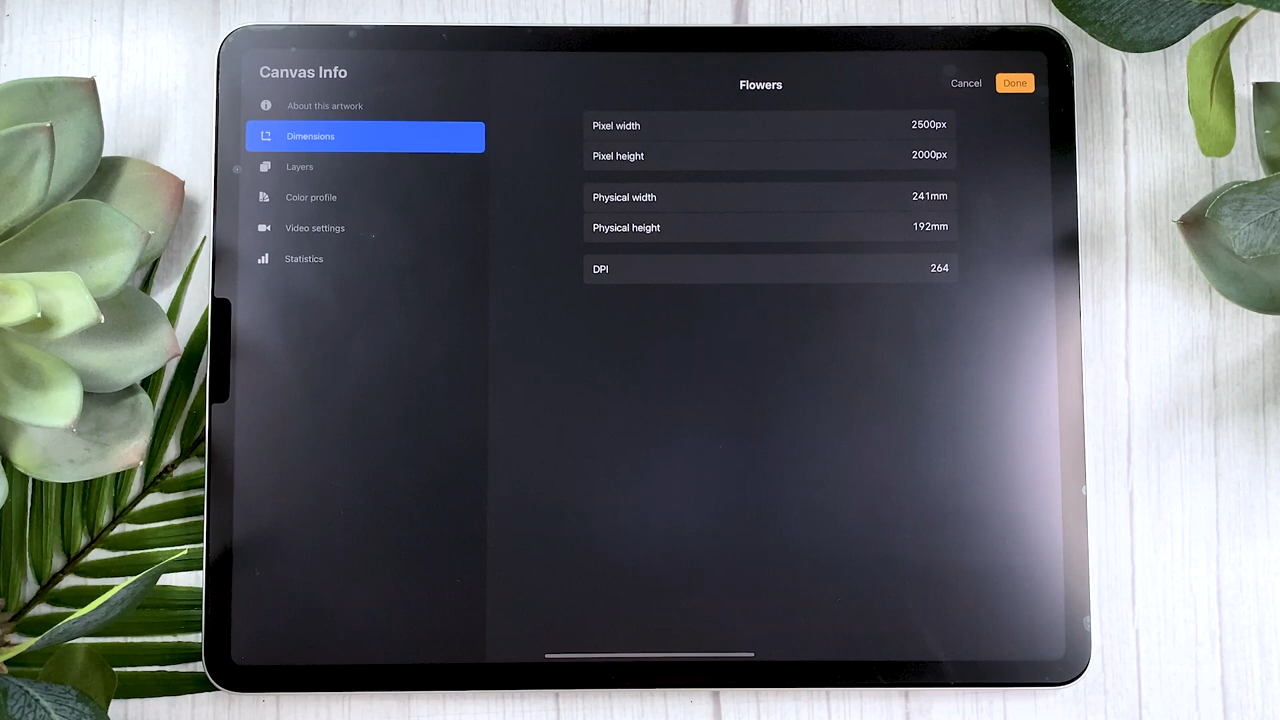 Canvas Info
About this artwork
Dimensions
Layers
Color profile
Video settings
Statistics
Flowers
Cancel
Done
Pixel width 2500px
Pixel height 2000px
Physical width 241mm
Physical height 192mm
DPI 264